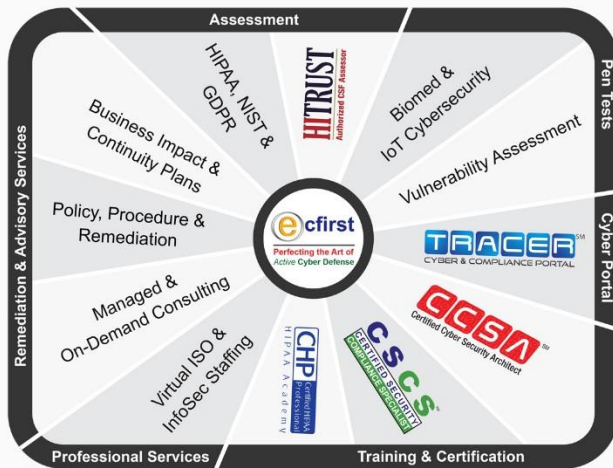 Assessment
Pen Tests
Cyber Portal
Training & Certification
Professional Services
Remediation & Advisory Services
HIPAA, NIST &
GDPR
HITRUST
Authorized CSF Assessor
Biomed &
IoT Cybersecurity
Vulnerability Assessment
TRACER SM
CYBER & COMPLIANCE PORTAL
CCSA SM
Certified Cyber Security Architect
CSCS TM
CERTIFIED SECURITY
COMPLIANCE SPECIALIST
CHP
Certified HIPAA
Professional
HIPAA Academy
Virtual ISO &
InfoSec Staffing
Managed &
On-Demand Consulting
Policy, Procedure &
Remediation
Business Impact &
Continuity Plans
ecfirst
Perfecting the Art of
Active Cyber Defense